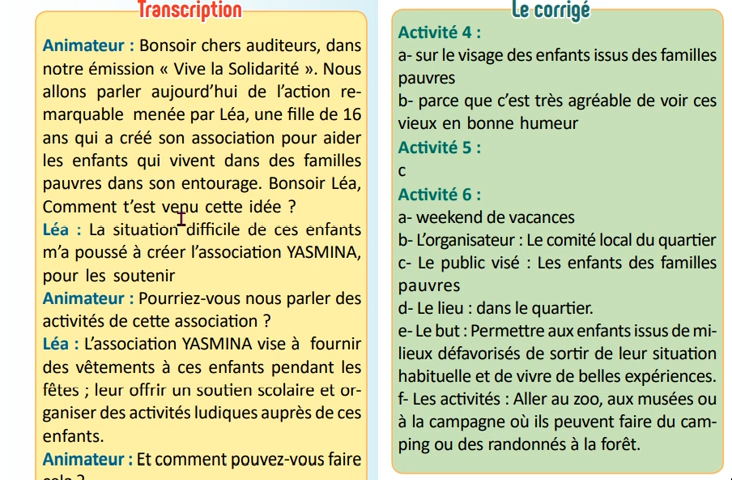 Transcription
Animateur : Bonsoir chers auditeurs, dans
notre émission « Vive la Solidarité ». Nous
allons parler aujourd’hui de l’action re-
marquable menée par Léa, une fille de 16
ans qui a créé son association pour aider
les enfants qui vivent dans des familles
pauvres dans son entourage. Bonsoir Léa,
Comment t’est venu cette idée ?
Léa : La situation difficile de ces enfants
m’a poussé à créer l’association YASMINA,
pour les soutenir
Animateur : Pourriez-vous nous parler des
activités de cette association ?
Léa : L’association YASMINA vise à fournir
des vêtements à ces enfants pendant les
fêtes ; leur offrir un soutien scolaire et or-
ganiser des activités ludiques auprès de ces
enfants.
Animateur : Et comment pouvez-vous faire
cela ?
Le corrigé
Activité 4 :
a- sur le visage des enfants issus des familles
pauvres
b- parce que c’est très agréable de voir ces
vieux en bonne humeur
Activité 5 :
c
Activité 6 :
a- weekend de vacances
b- L’organisateur : Le comité local du quartier
c- Le public visé : Les enfants des familles
pauvres
d- Le lieu : dans le quartier.
e- Le but : Permettre aux enfants issus de mi-
lieux défavorisés de sortir de leur situation
habituelle et de vivre de belles expériences.
f- Les activités : Aller au zoo, aux musées ou
à la campagne où ils peuvent faire du cam-
ping ou des randonnés à la forêt.